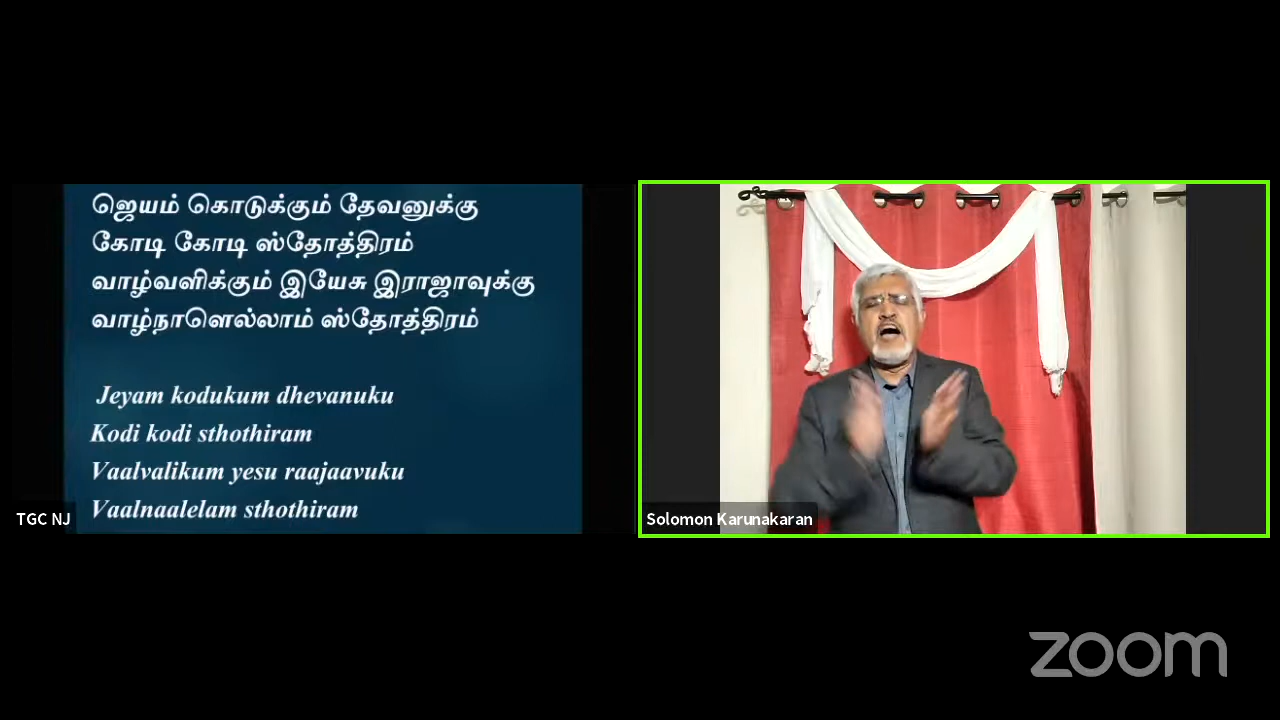 ஜெயம் கொடுக்கும் தேவனுக்கு
கோடி கோடி ஸ்தோத்திரம்
வாழ்வளிக்கும் இயேசு இராஜாவுக்கு
வாழ்நாளெல்லாம் ஸ்தோத்திரம்
Jeyam kodukum dhevanuku
Kodi kodi sthothiram
Vaalvalikum yesu raajaavuku
Vaalnaalelam sthothiram
TGC NJ
Solomon Karunakaran
zoom